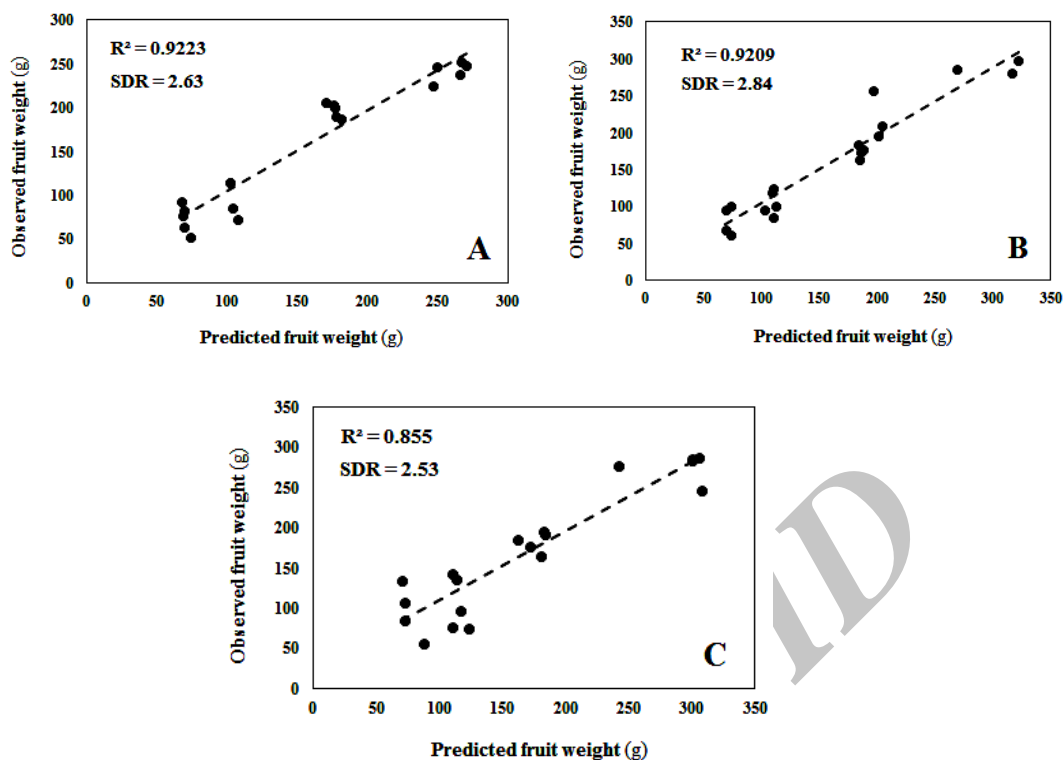 300
250
200
150
100
50
0
Observed fruit weight (g)
R² = 0.9223
SDR = 2.63
A
0 50 100 150 200 250 300
Predicted fruit weight (g)
350
300
250
200
150
100
50
0
Observed fruit weight (g)
R² = 0.9209
SDR = 2.84
B
0 50 100 150 200 250 300 350
Predicted fruit weight (g)
350
300
250
200
150
100
50
0
Observed fruit weight (g)
R² = 0.855
SDR = 2.53
C
0 50 100 150 200 250 300 350
Predicted fruit weight (g)